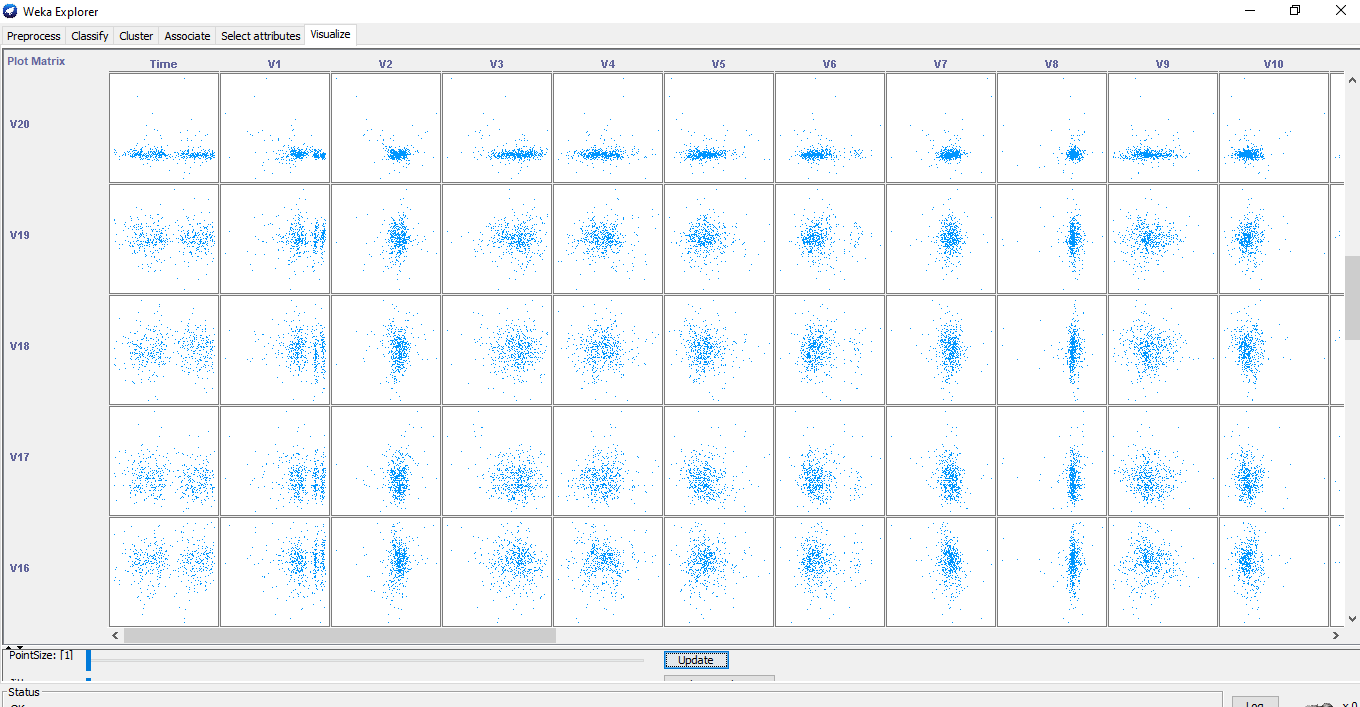 Weka Explorer
Preprocess Classify Cluster Associate Select attributes Visualize
Plot Matrix Time V1 V2 V3 V4 V5 V6 V7 V8 V9 V10
V20
V19
V18
V17
V16
PointSize: [1] Update
Status
Log x 0